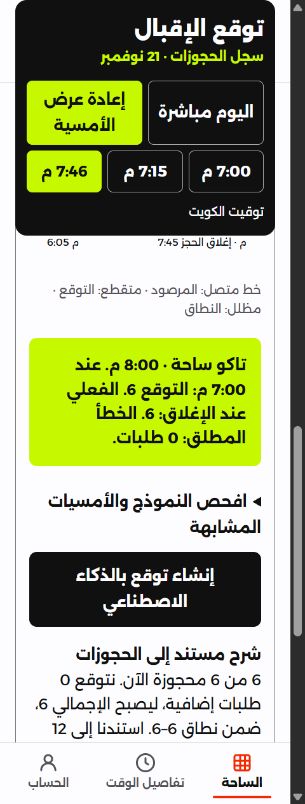 توقع الإقبال
سجل الحجوزات · 21 نوفمبر
اليوم مباشرة
إعادة عرض
الأمسية
7:00 م
7:15 م
7:46 م
توقيت الكويت
م · إغلاق الحجز 7:45
م 6:05
خط متصل: المرصود · متقطع: التوقع ·
مظلل: النطاق
تاكو ساحة · 8:00 م. عند
7:00 م: التوقع 6. الفعلي
عند الإغلاق: 6. الخطأ
المطلق: 0 طلبات.
◀ افحص النموذج والأمسيات
المشابهة
إنشاء توقع بالذكاء
الاصطناعي
شرح مستند إلى الحجوزات
6 من 6 محجوزة الآن. نتوقع 0
طلبات إضافية، ليصبح الإجمالي 6،
ضمن نطاق 6–6. استندنا إلى 12
الساحة
تفاصيل الوقت
الحساب